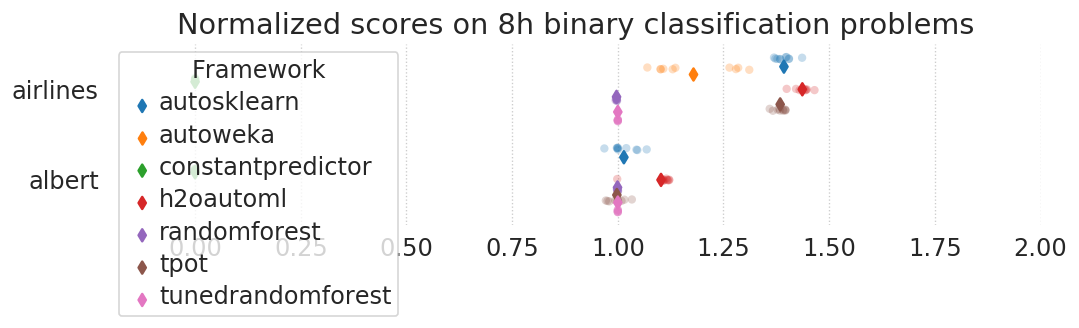 Normalized scores on 8h binary classification problems
Framework
airlines
autosklearn
autoweka
constantpredictor
albert
h2oautoml
randomforest
0.00 0.25 0.50 0.75 1.00 1.25 1.50 1.75 2.00
tpot
tunedrandomforest